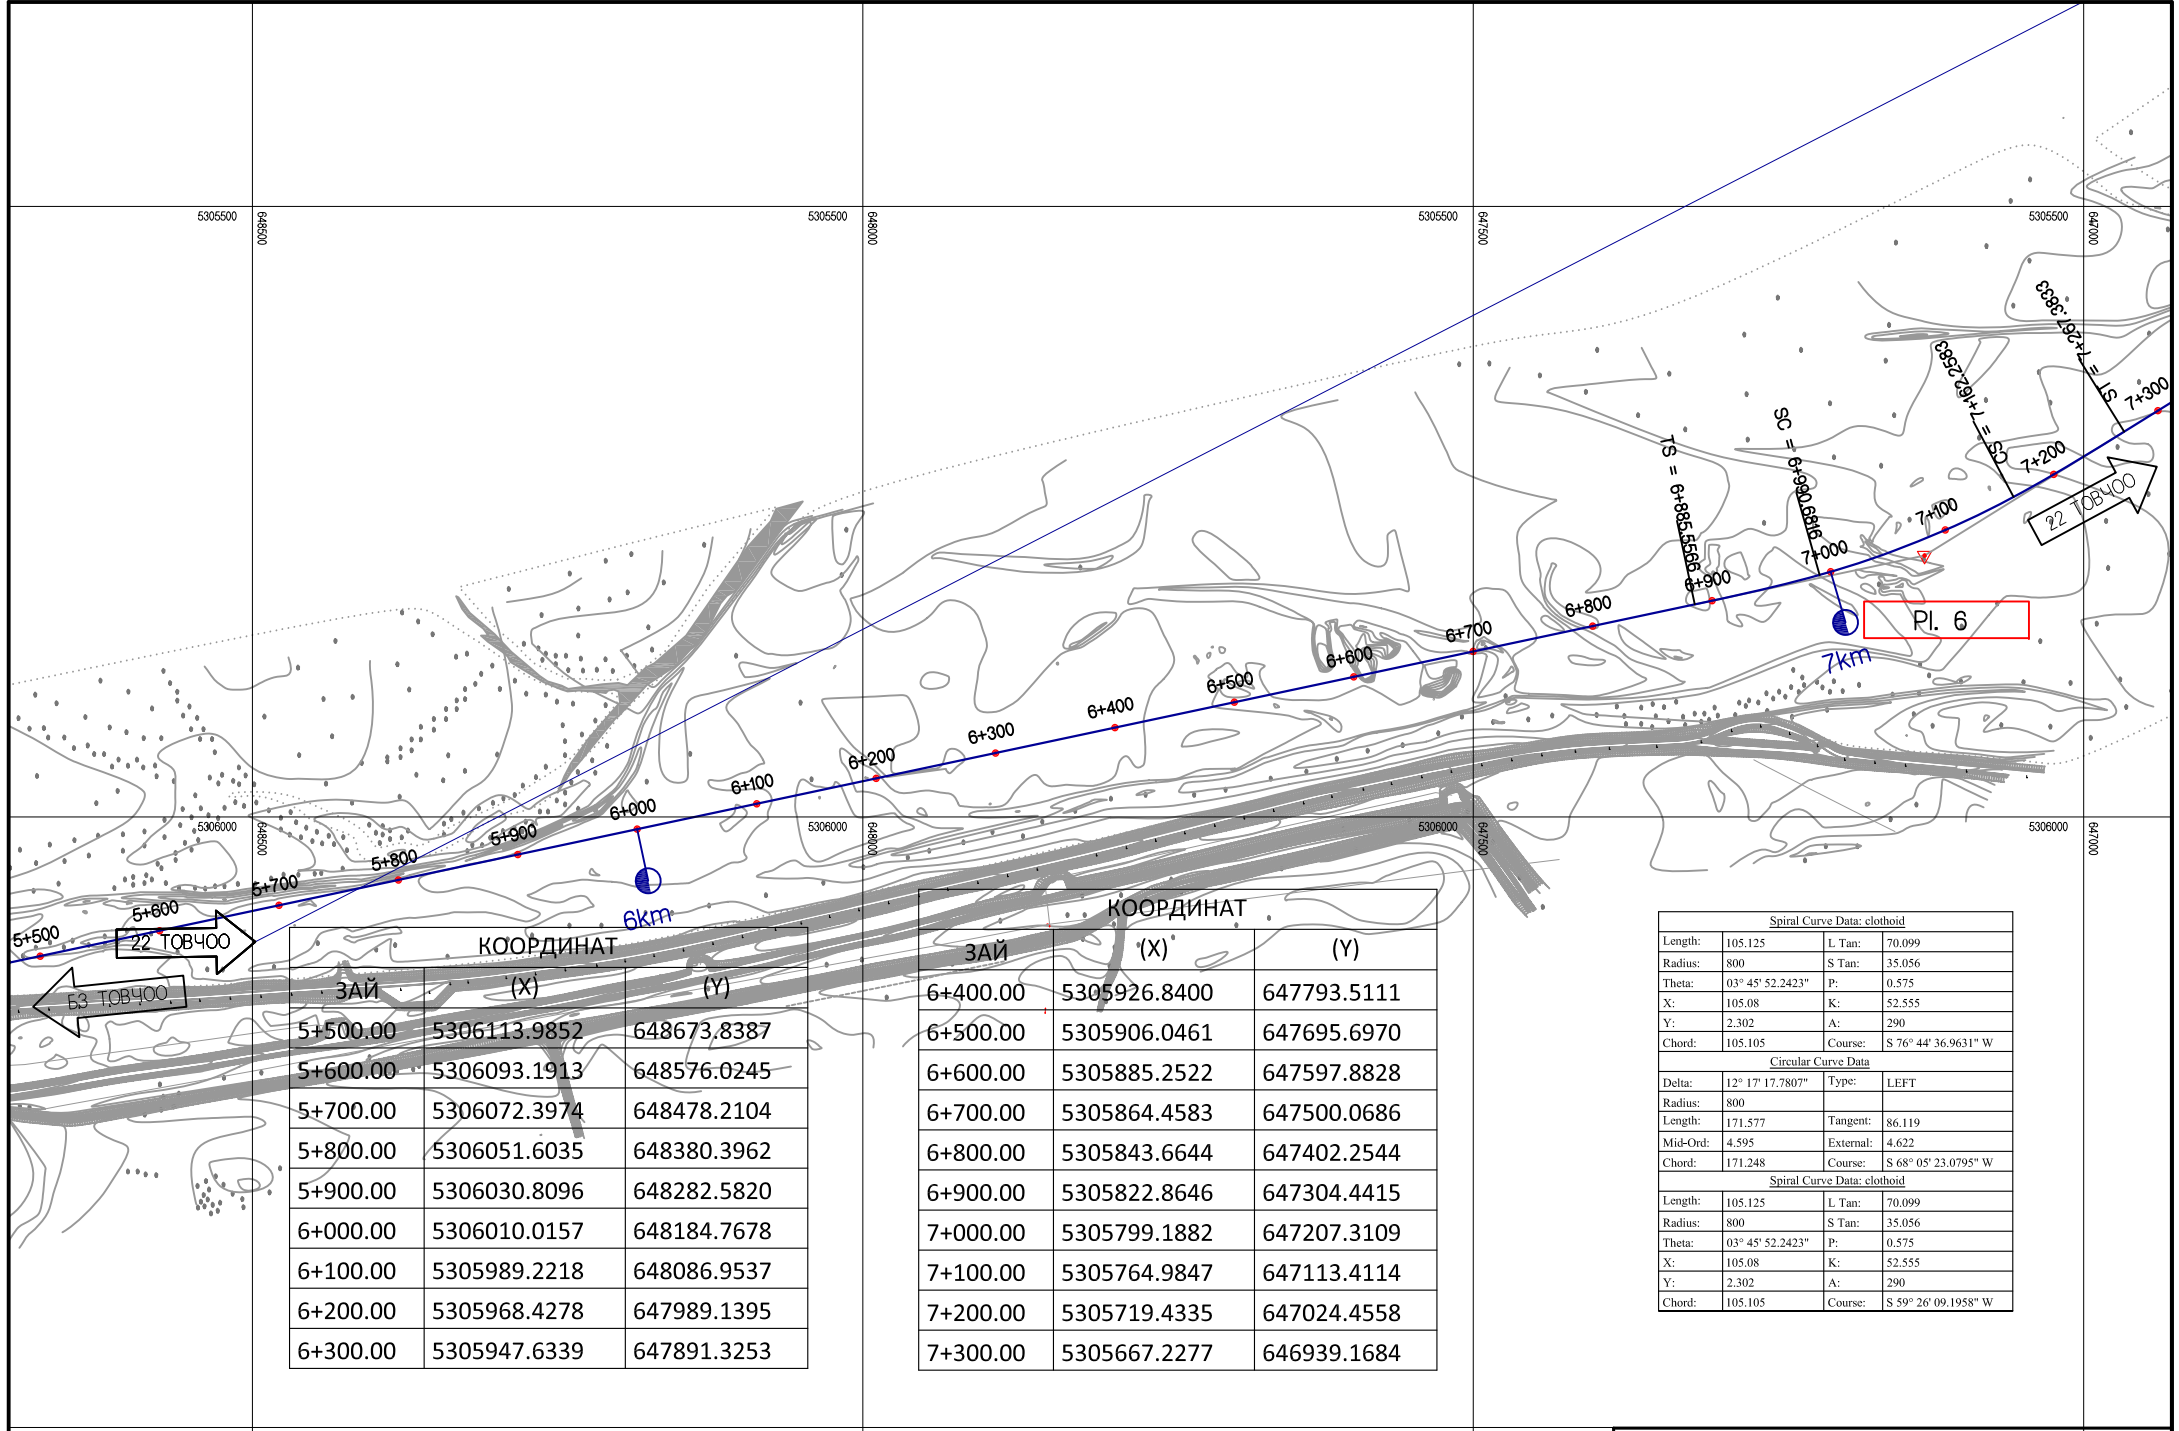 5305500
648500
5305500
648000
5305500
647500
5305500
647000
ST = 7+267.3833
CS = 7+162.2583
SC = 6+990.6816
TS = 6+885.5566
7+300
7+200
7+100
7+000
6+900
6+800
6+700
6+600
6+500
6+400
6+300
6+200
6+100
6+000
5+900
5+800
5+700
5+600
5+500
22 ТОВЧОО
PI. 6
7km
6km
5306000
648500
5306000
648000
5306000
647500
5306000
647000
22 ТОВЧОО
БЗ ТОВЧОО
КООРДИНАТ
ЗАЙ (X) (Y)
5+500.00 5306113.9852 648673.8387
5+600.00 5306093.1913 648576.0245
5+700.00 5306072.3974 648478.2104
5+800.00 5306051.6035 648380.3962
5+900.00 5306030.8096 648282.5820
6+000.00 5306010.0157 648184.7678
6+100.00 5305989.2218 648086.9537
6+200.00 5305968.4278 647989.1395
6+300.00 5305947.6339 647891.3253
КООРДИНАТ
ЗАЙ (X) (Y)
6+400.00 5305926.8400 647793.5111
6+500.00 5305906.0461 647695.6970
6+600.00 5305885.2522 647597.8828
6+700.00 5305864.4583 647500.0686
6+800.00 5305843.6644 647402.2544
6+900.00 5305822.8646 647304.4415
7+000.00 5305799.1882 647207.3109
7+100.00 5305764.9847 647113.4114
7+200.00 5305719.4335 647024.4558
7+300.00 5305667.2277 646939.1684
Spiral Curve Data: clothoid
Length: 105.125 L Tan: 70.099
Radius: 800 S Tan: 35.056
Theta: 03° 45' 52.2423" P: 0.575
X: 105.08 K: 52.555
Y: 2.302 A: 290
Chord: 105.105 Course: S 76° 44' 36.9631" W
Circular Curve Data
Delta: 12° 17' 17.7807" Type: LEFT
Radius: 800
Length: 171.577 Tangent: 86.119
Mid-Ord: 4.595 External: 4.622
Chord: 171.248 Course: S 68° 05' 23.0795" W
Spiral Curve Data: clothoid
Length: 105.125 L Tan: 70.099
Radius: 800 S Tan: 35.056
Theta: 03° 45' 52.2423" P: 0.575
X: 105.08 K: 52.555
Y: 2.302 A: 290
Chord: 105.105 Course: S 59° 26' 09.1958" W